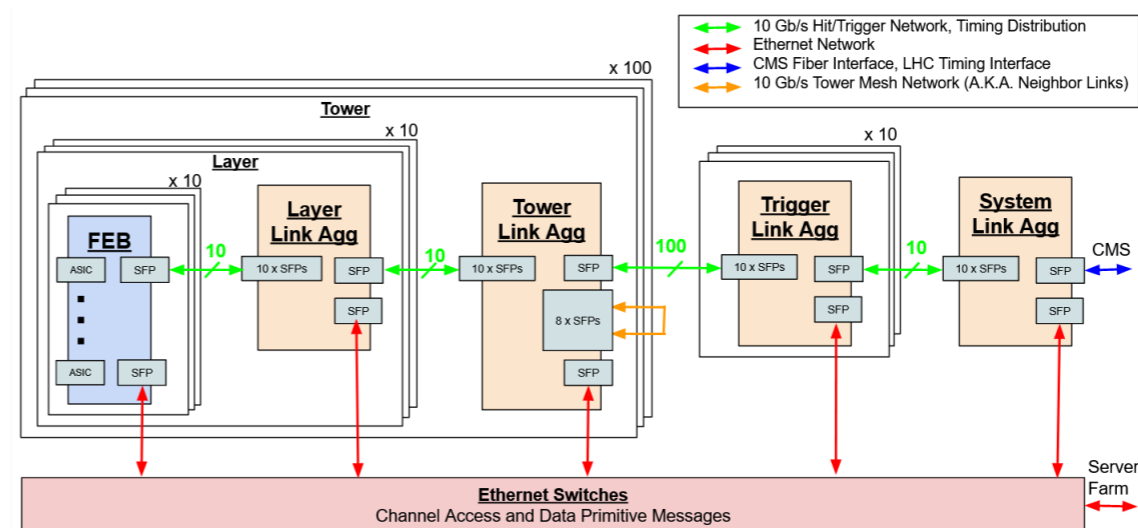 10 Gb/s Hit/Trigger Network, Timing Distribution
Ethernet Network
CMS Fiber Interface, LHC Timing Interface
10 Gb/s Tower Mesh Network (A.K.A. Neighbor Links)
x 100
Tower
x 10
Layer
x 10
FEB
ASIC
SFP
ASIC
SFP
10
Layer
Link Agg
10 x SFPs
SFP
SFP
10
Tower
Link Agg
10 x SFPs
SFP
8 x SFPs
SFP
100
x 10
Trigger
Link Agg
10 x SFPs
SFP
SFP
10
System
Link Agg
10 x SFPs
SFP
SFP
CMS
Ethernet Switches
Channel Access and Data Primitive Messages
Server
Farm